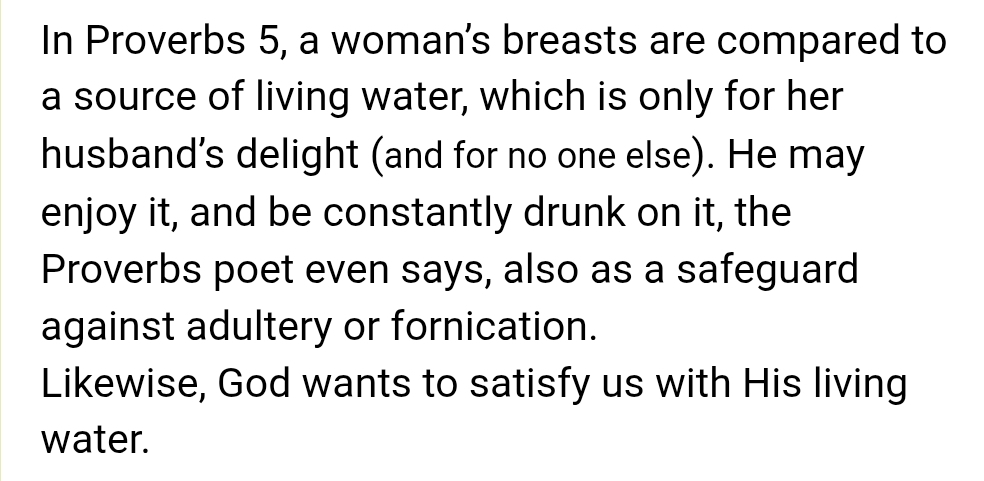 In Proverbs 5, a woman’s breasts are compared to
a source of living water, which is only for her
husband’s delight (and for no one else). He may
enjoy it, and be constantly drunk on it, the
Proverbs poet even says, also as a safeguard
against adultery or fornication.
Likewise, God wants to satisfy us with His living
water.